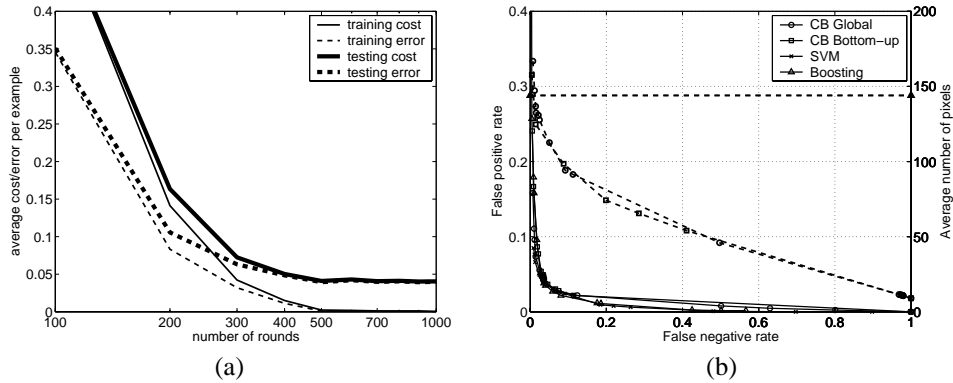 0.4
0.35
0.3
0.25
0.2
0.15
0.1
0.05
0
average cost/error per example
100
200
300
400
500
700
1000
number of rounds
training cost
training error
testing cost
testing error
(a)
0.4
0.3
0.2
0.1
0
False positive rate
0
0.2
0.4
0.6
0.8
1
False negative rate
200
150
100
50
0
Average number of pixels
CB Global
CB Bottom-up
SVM
Boosting
(b)